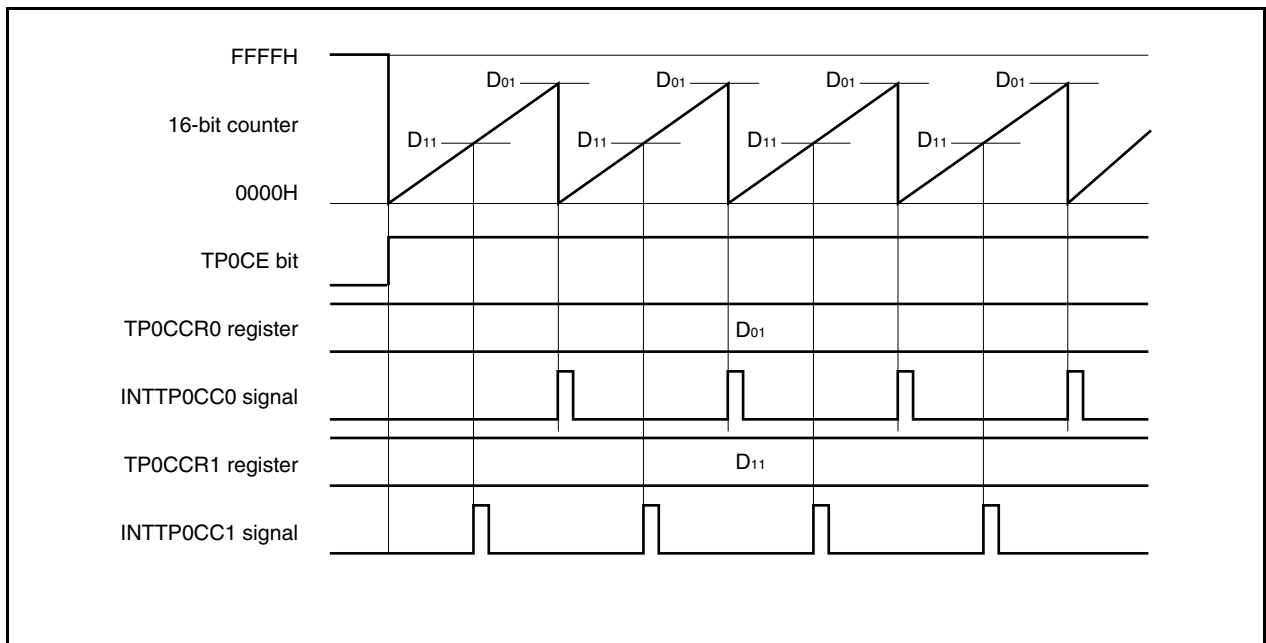 FFFFH
D01 D01 D01 D01
16-bit counter
D11 D11 D11 D11
0000H
TP0CE bit
TP0CCR0 register
D01
INTTP0CC0 signal
TP0CCR1 register
D11
INTTP0CC1 signal